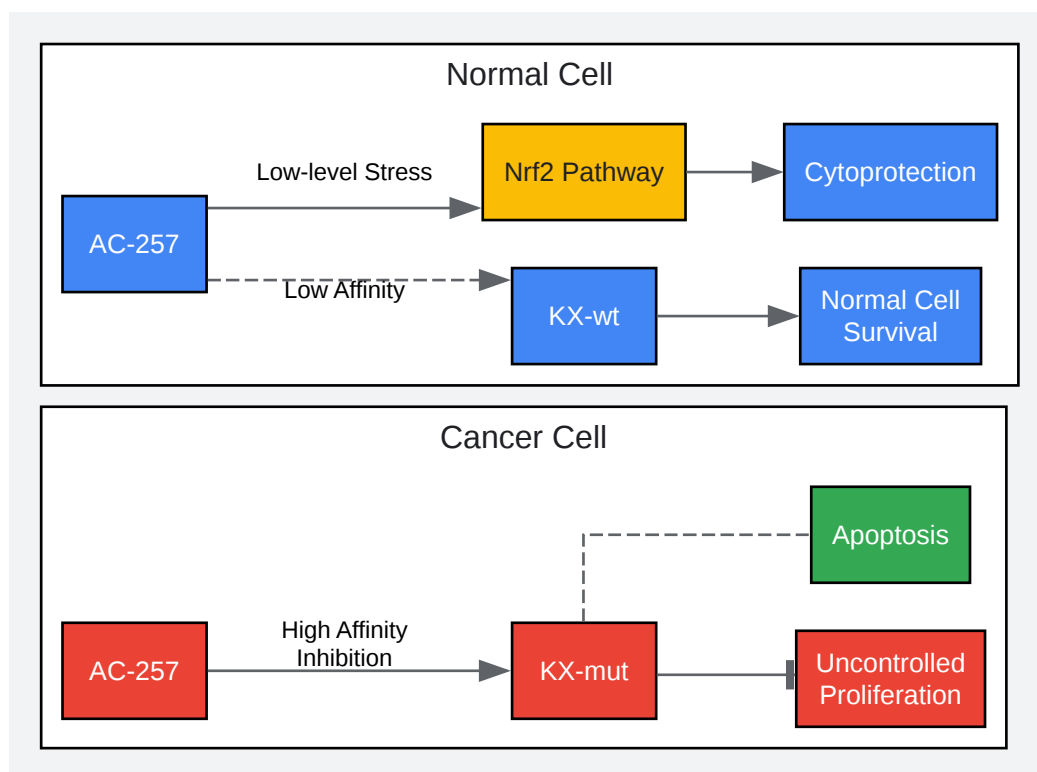 Normal Cell
Low-level Stress
Nrf2 Pathway
Cytoprotection
AC-257
Low Affinity
KX-wt
Normal Cell
Survival
Cancer Cell
Apoptosis
High Affinity
Inhibition
AC-257
KX-mut
Uncontrolled
Proliferation